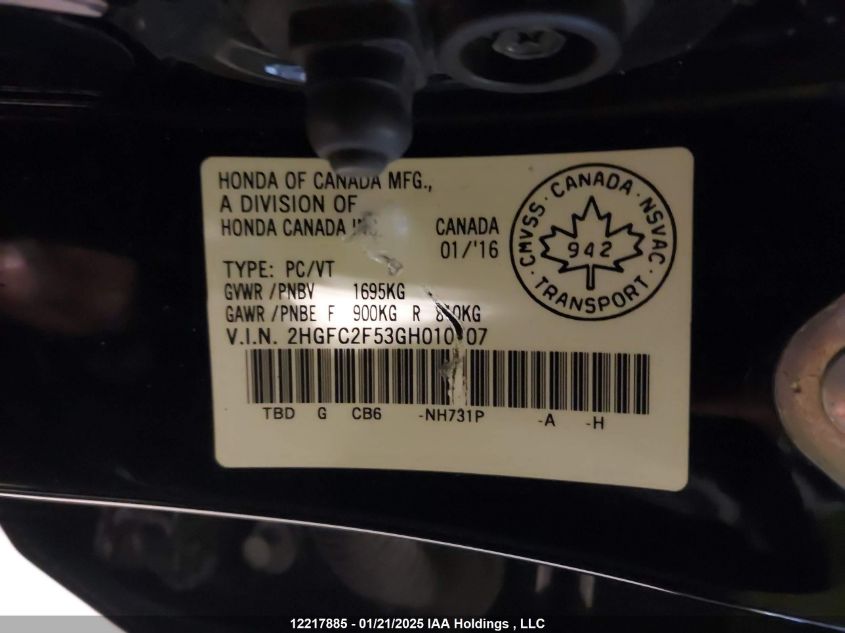 HONDA OF CANADA MFG.,
A DIVISION OF
HONDA CANADA
CANADA
01/'16
CMVSS · CANADA · NSVAC · TRANSPORT ·
942
TYPE: PC/VT
GVWR /PNBV 1695KG
GAWR /PNBE F 900KG R
V.I.N.
TBD G CB6 -NH731P -A -H
12217885 - 01/21/2025 IAA Holdings , LLC